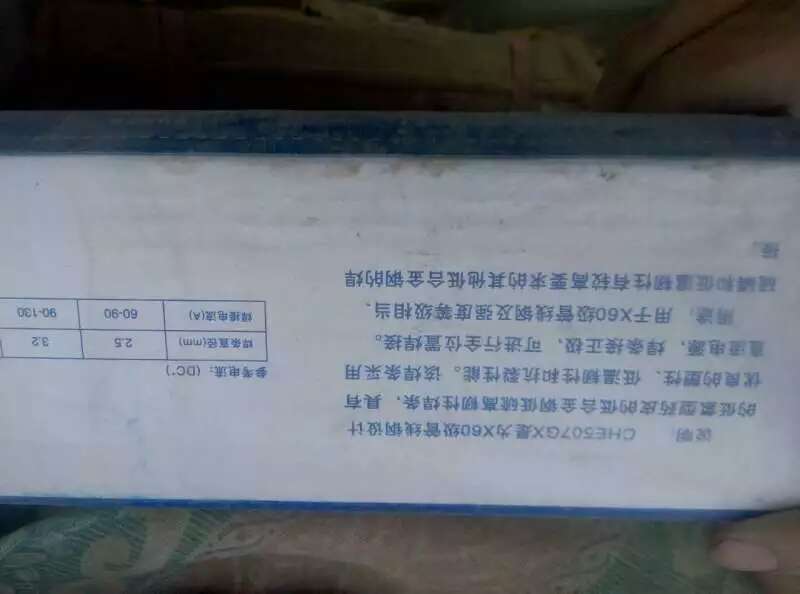 说明: CHE507GX是为X60级管线钢设计
的低氢型药皮的低合金钢低硫高韧性焊条,具有
优良的塑性、低温韧性和抗裂性能。该焊条采用
直流电源,焊条接正极,可进行全位置焊接。
用途:用于X60级管线钢及强度等级相当、
硫磷和低温韧性有较高要求的其他低合金钢的焊
接。
参考电流:(DC⁺)
焊条直径(mm) 2.5 3.2
焊接电流(A) 60-90 90-130